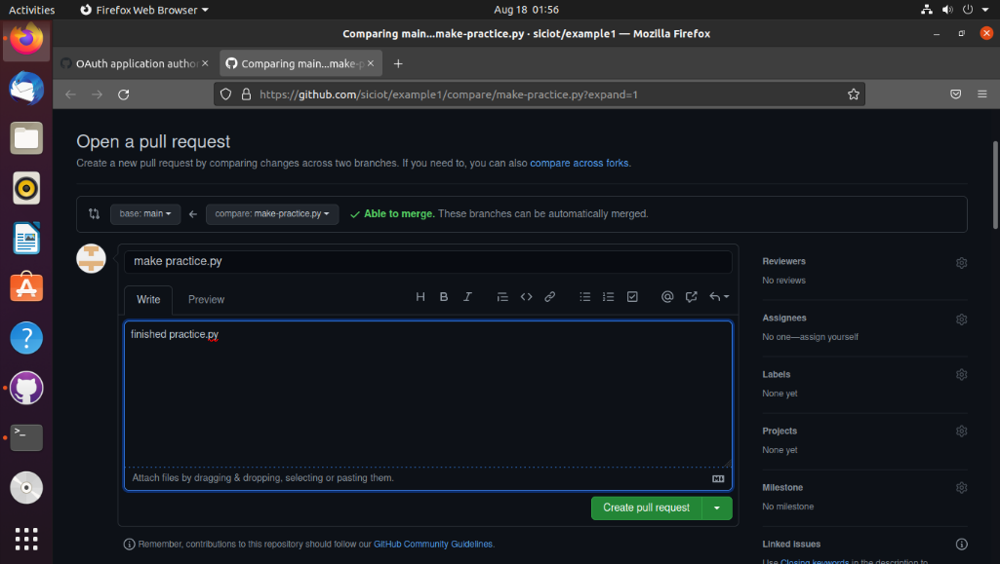 Activities
Firefox Web Browser
Aug 18 01:56
Comparing main...make-practice.py · siciot/example1 — Mozilla Firefox
OAuth application author
Comparing main...make-p
https://github.com/siciot/example1/compare/make-practice.py?expand=1
Open a pull request
Create a new pull request by comparing changes across two branches. If you need to, you can also compare across forks.
base: main
compare: make-practice.py
Able to merge. These branches can be automatically merged.
make practice.py
Write
Preview
finished practice.py
Attach files by dragging & dropping, selecting or pasting them.
Create pull request
Remember, contributions to this repository should follow our GitHub Community Guidelines.
Reviewers
No reviews
Assignees
No one—assign yourself
Labels
None yet
Projects
None yet
Milestone
No milestone
Linked issues
Use Closing keywords in the description to